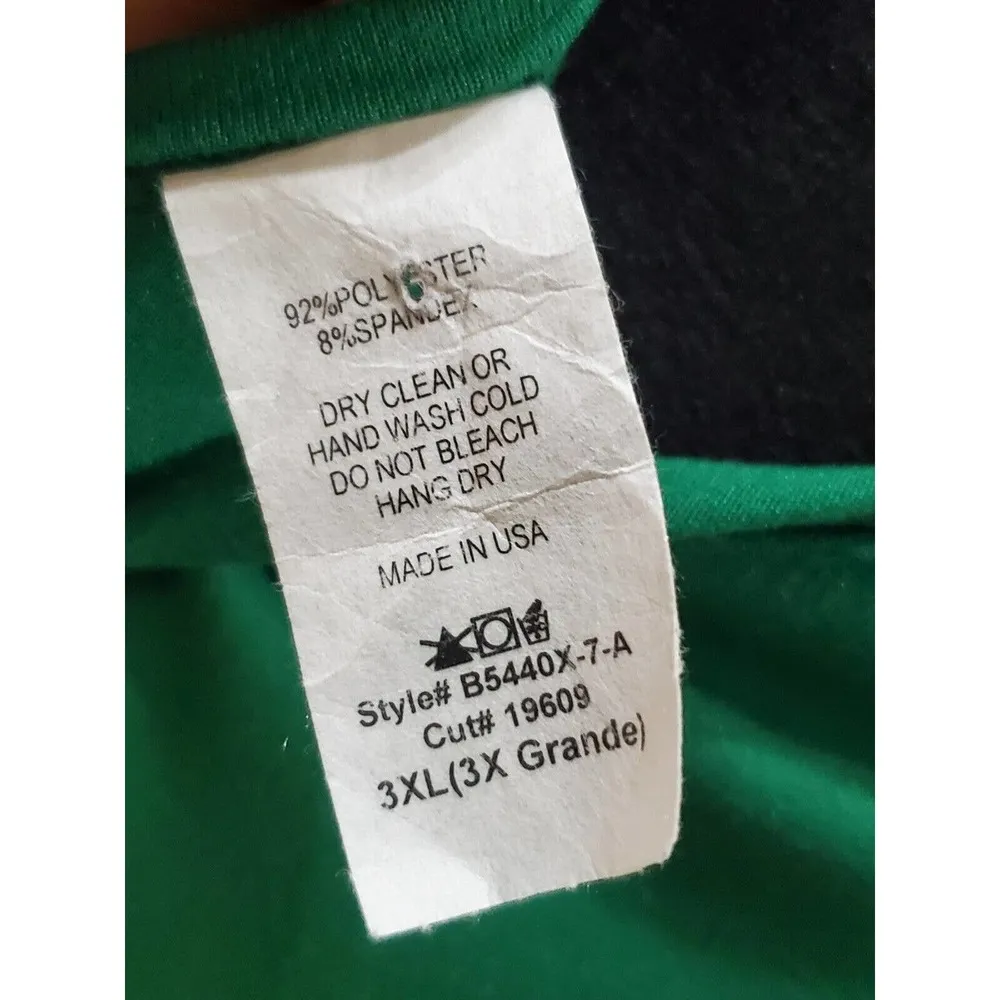 92%POLYESTER
8%SPANDEX
DRY CLEAN OR
HAND WASH COLD
DO NOT BLEACH
HANG DRY
MADE IN USA
Style# B5440X-7-A
Cut# 19609
3XL(3X Grande)